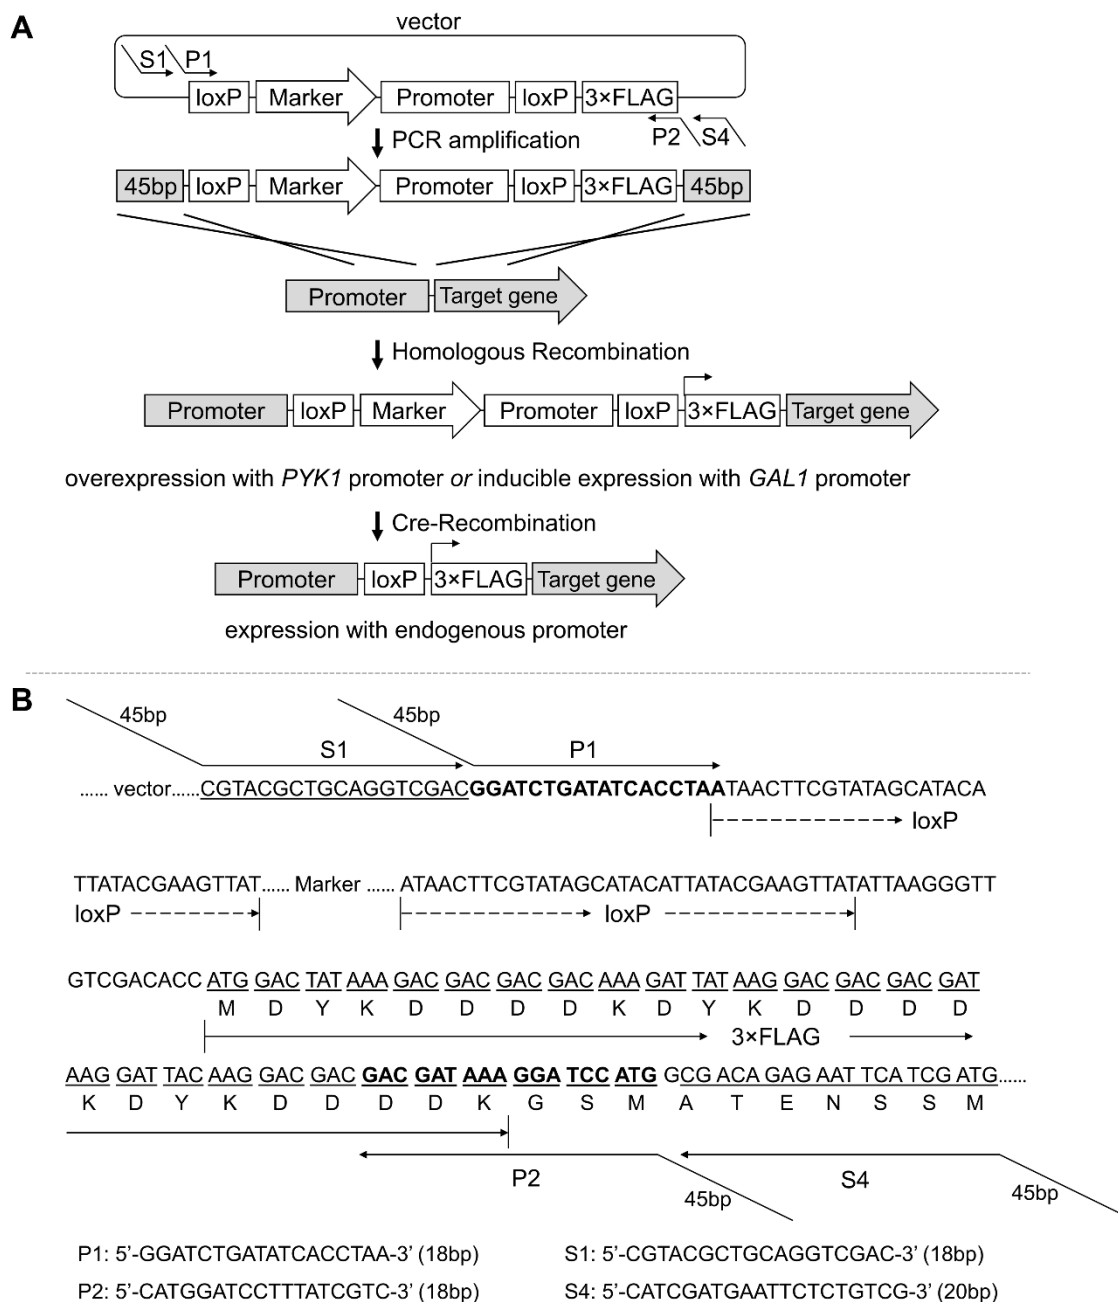 A
vector
S1 P1
loxP Marker Promoter loxP 3×FLAG
P2 S4
PCR amplification
45bp loxP Marker Promoter loxP 3×FLAG 45bp
Promoter Target gene
Homologous Recombination
Promoter loxP Marker Promoter loxP 3×FLAG Target gene
overexpression with PYK1 promoter or inducible expression with GAL1 promoter
Cre-Recombination
Promoter loxP 3×FLAG Target gene
expression with endogenous promoter
B
45bp 45bp
S1 P1
...... vector......CGTACGCTGCAGGTCGACGGATCTGATATCACCTAATAACTTCGTATAGCATACA
loxP
TTATACGAAGTTAT...... Marker ......ATAACTTCGTATAGCATACATTATACGAAGTTATATTAAGGGTT
loxP loxP
GTCGACACC ATG GAC TAT AAA GAC GAC GAC GAC AAA GAT TAT AAG GAC GAC GAC GAT
M D Y K D D D D K D Y K D D D D
3×FLAG
AAG GAT TAC AAG GAC GAC GAC GAT AAA GGA TCC ATG GCG ACA GAG AAT TCA TCG ATG......
K D Y K D D D D K G S M A T E N S S M
P2 S4
45bp 45bp
P1: 5’-GGATCTGATATCACCTAA-3’ (18bp) S1: 5’-CGTACGCTGCAGGTCGAC-3’ (18bp)
P2: 5’-CATGGATCCTTTATCGTC-3’ (18bp) S4: 5’-CATCGATGAATTCTCTGTCG-3’ (20bp)